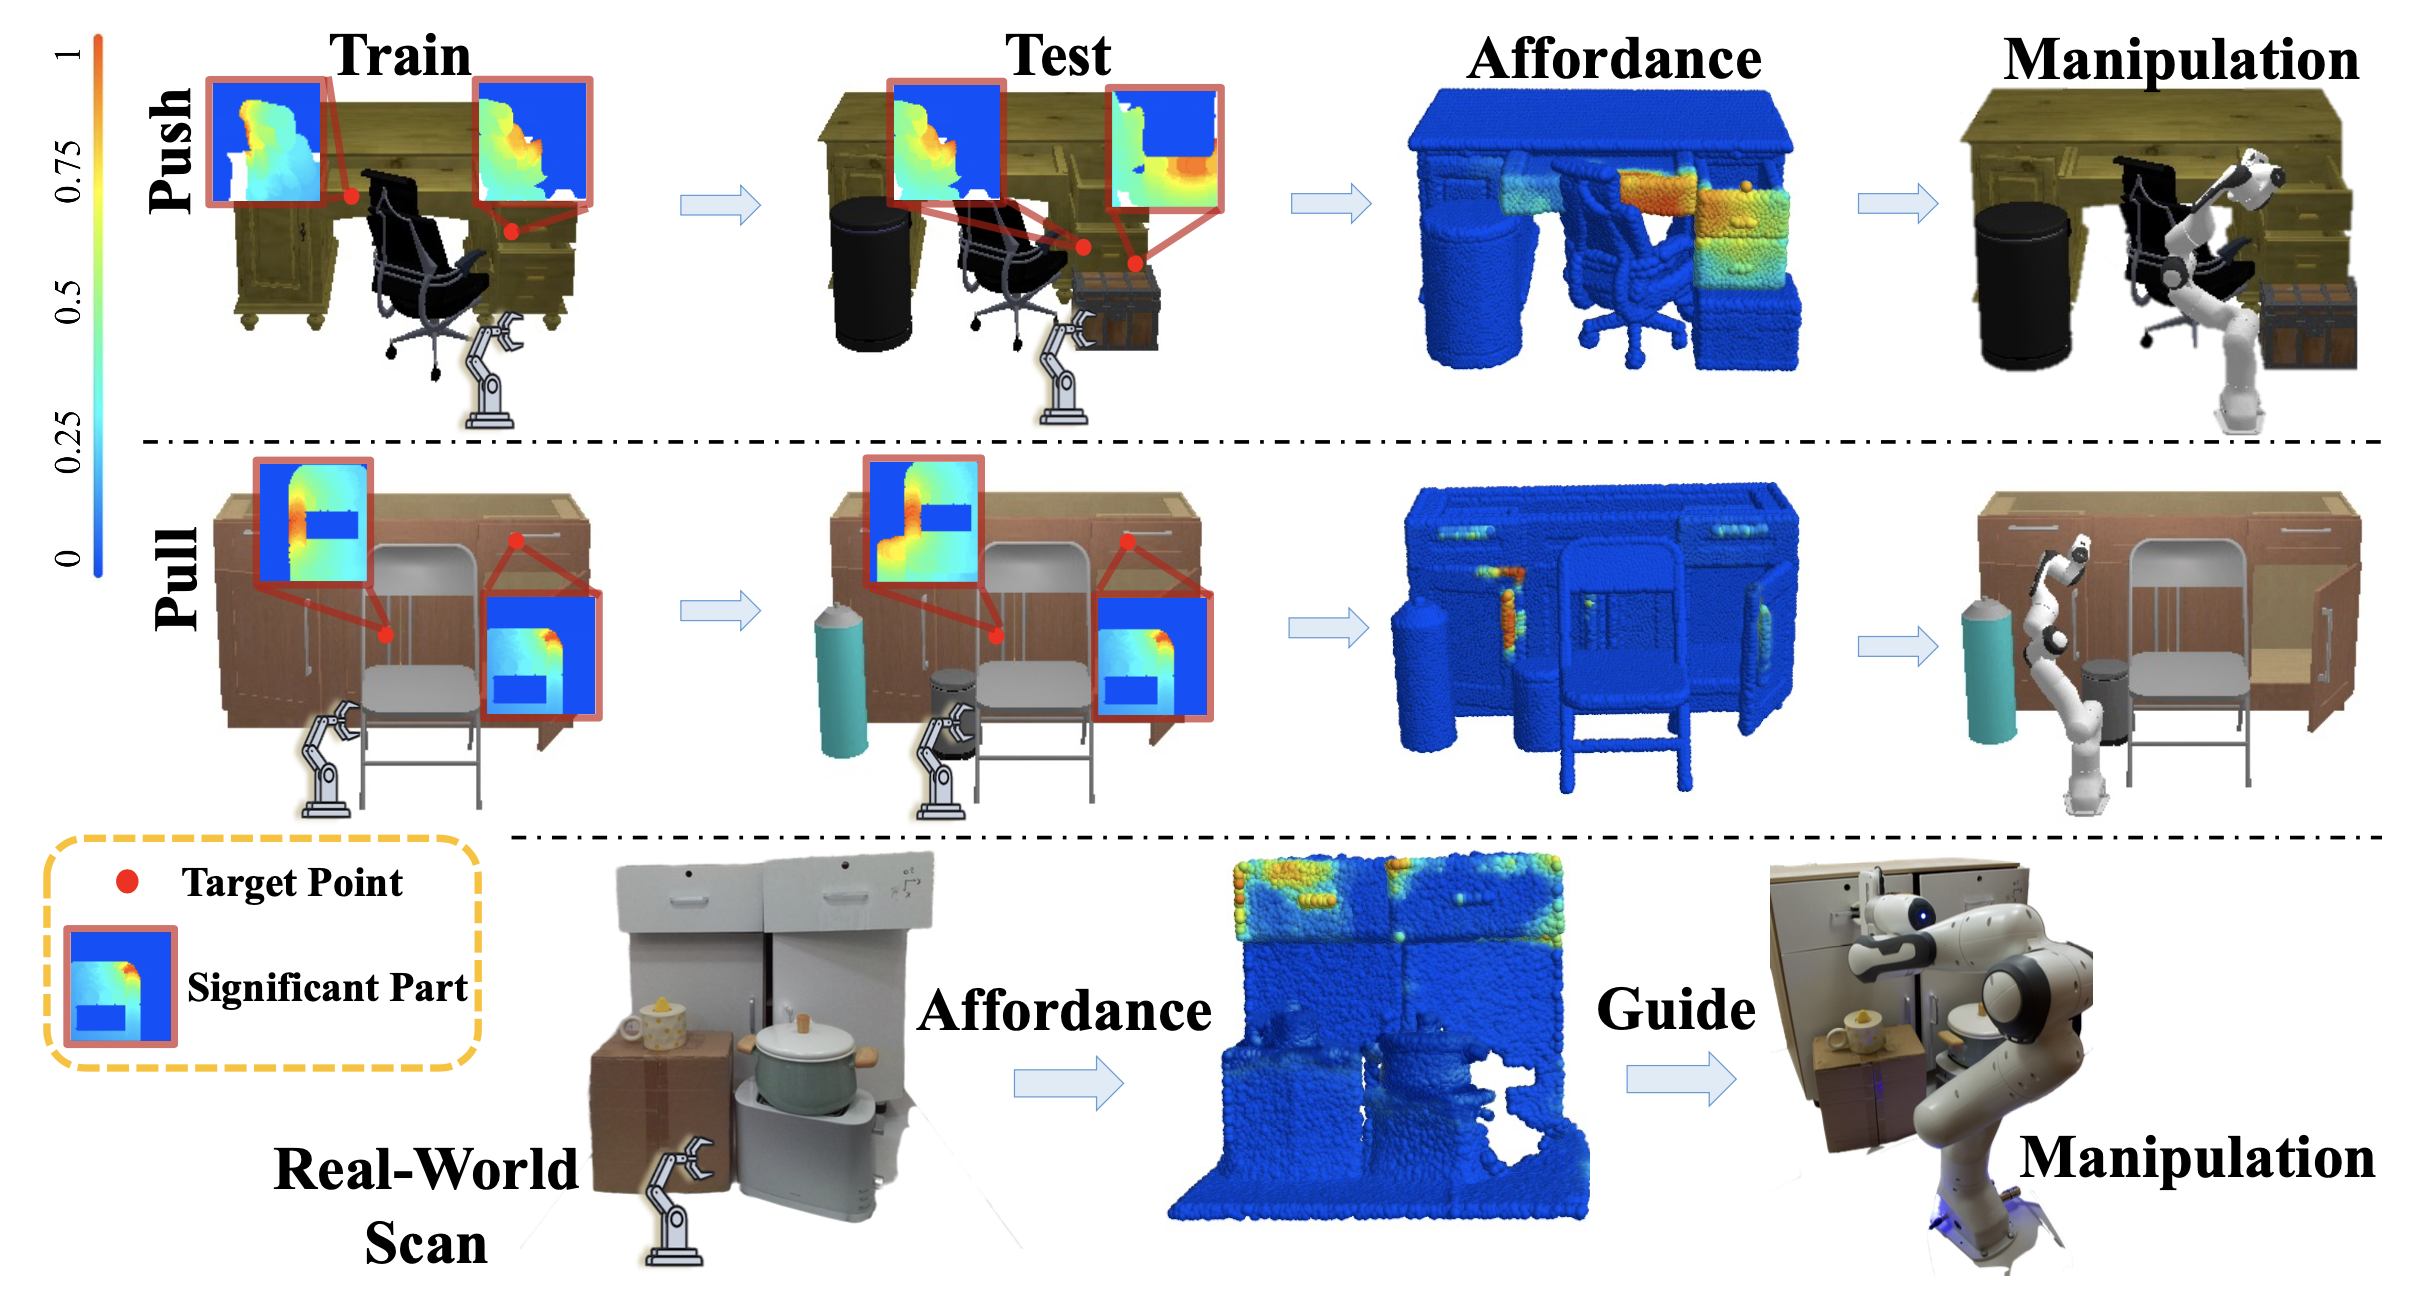 Train
Test
Affordance
Manipulation
1
0.75
0.5
0.25
0
Push
Pull
Target Point
Significant Part
Real-World
Scan
Affordance
Guide
Manipulation